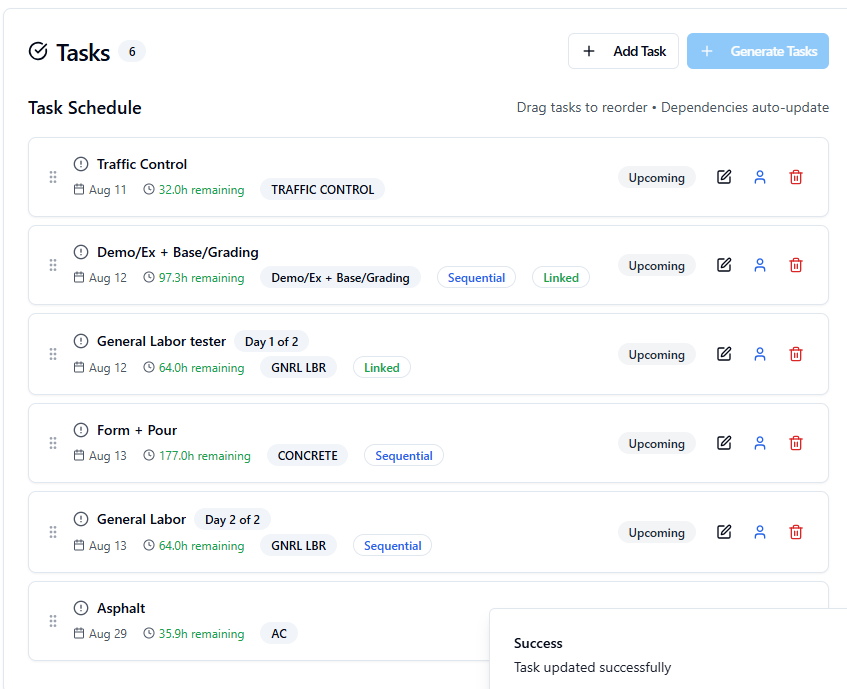 Tasks 6 Add Task Generate Tasks
Task Schedule Drag tasks to reorder • Dependencies auto-update
Traffic Control
Aug 11 32.0h remaining TRAFFIC CONTROL Upcoming
Demo/Ex + Base/Grading
Aug 12 97.3h remaining Demo/Ex + Base/Grading Sequential Linked Upcoming
General Labor tester Day 1 of 2
Aug 12 64.0h remaining GNRL LBR Linked Upcoming
Form + Pour
Aug 13 177.0h remaining CONCRETE Sequential Upcoming
General Labor Day 2 of 2
Aug 13 64.0h remaining GNRL LBR Sequential Upcoming
Asphalt
Aug 29 35.9h remaining AC
Success
Task updated successfully